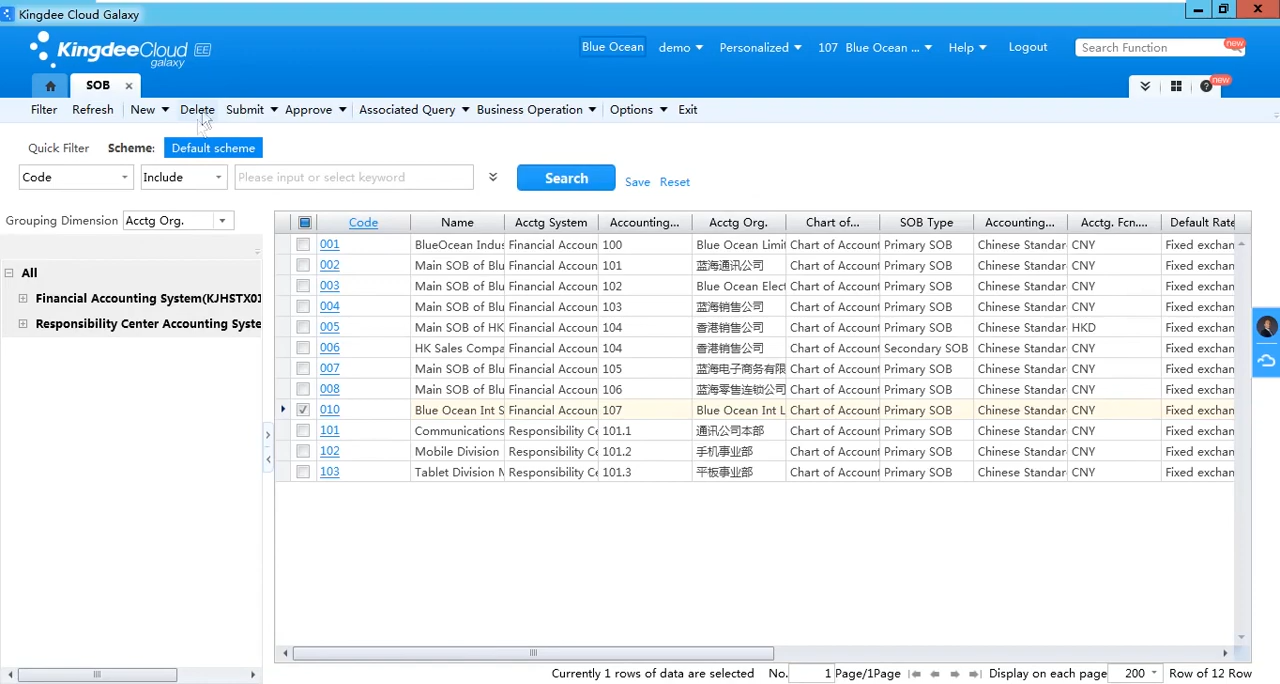 Kingdee Cloud Galaxy
KingdeeCloud EE
galaxy
Blue Ocean demo Personalized 107 Blue Ocean ... Help Logout Search Function new
SOB new
Filter Refresh New Delete Submit Approve Associated Query Business Operation Options Exit
Quick Filter Scheme: Default scheme
Code Include Please input or select keyword Search Save Reset
Grouping Dimension Acctg Org.
All
Financial Accounting System(KJHSTX01
Responsibility Center Accounting Syste
Code Name Acctg System Accounting... Acctg Org. Chart of... SOB Type Accounting... Acctg. Fcn.... Default Rate
001 BlueOcean Indus Financial Accoun 100 Blue Ocean Limit Chart of Account Primary SOB Chinese Standar CNY Fixed exchan
002 Main SOB of Blu Financial Accoun 101 蓝海通讯公司 Chart of Account Primary SOB Chinese Standar CNY Fixed exchan
003 Main SOB of Blu Financial Accoun 102 Blue Ocean Elect Chart of Account Primary SOB Chinese Standar CNY Fixed exchan
004 Main SOB of Blu Financial Accoun 103 蓝海销售公司 Chart of Account Primary SOB Chinese Standar CNY Fixed exchan
005 Main SOB of HK Financial Accoun 104 香港销售公司 Chart of Account Primary SOB Chinese Standar HKD Fixed exchan
006 HK Sales Compa Financial Accoun 104 香港销售公司 Chart of Account Secondary SOB Chinese Standar CNY Fixed exchan
007 Main SOB of Blu Financial Accoun 105 蓝海电子商务有限 Chart of Account Primary SOB Chinese Standar CNY Fixed exchan
008 Main SOB of Blu Financial Accoun 106 蓝海零售连锁公司 Chart of Account Primary SOB Chinese Standar CNY Fixed exchan
010 Blue Ocean Int S Financial Accoun 107 Blue Ocean Int L Chart of Account Primary SOB Chinese Standar CNY Fixed exchan
101 Communications Responsibility Ce 101.1 通讯公司本部 Chart of Account Primary SOB Chinese Standar CNY Fixed exchan
102 Mobile Division Responsibility Ce 101.2 手机事业部 Chart of Account Primary SOB Chinese Standar CNY Fixed exchan
103 Tablet Division M Responsibility Ce 101.3 平板事业部 Chart of Account Primary SOB Chinese Standar CNY Fixed exchan
Currently 1 rows of data are selected No. 1 Page/1Page Display on each page 200 Row of 12 Row